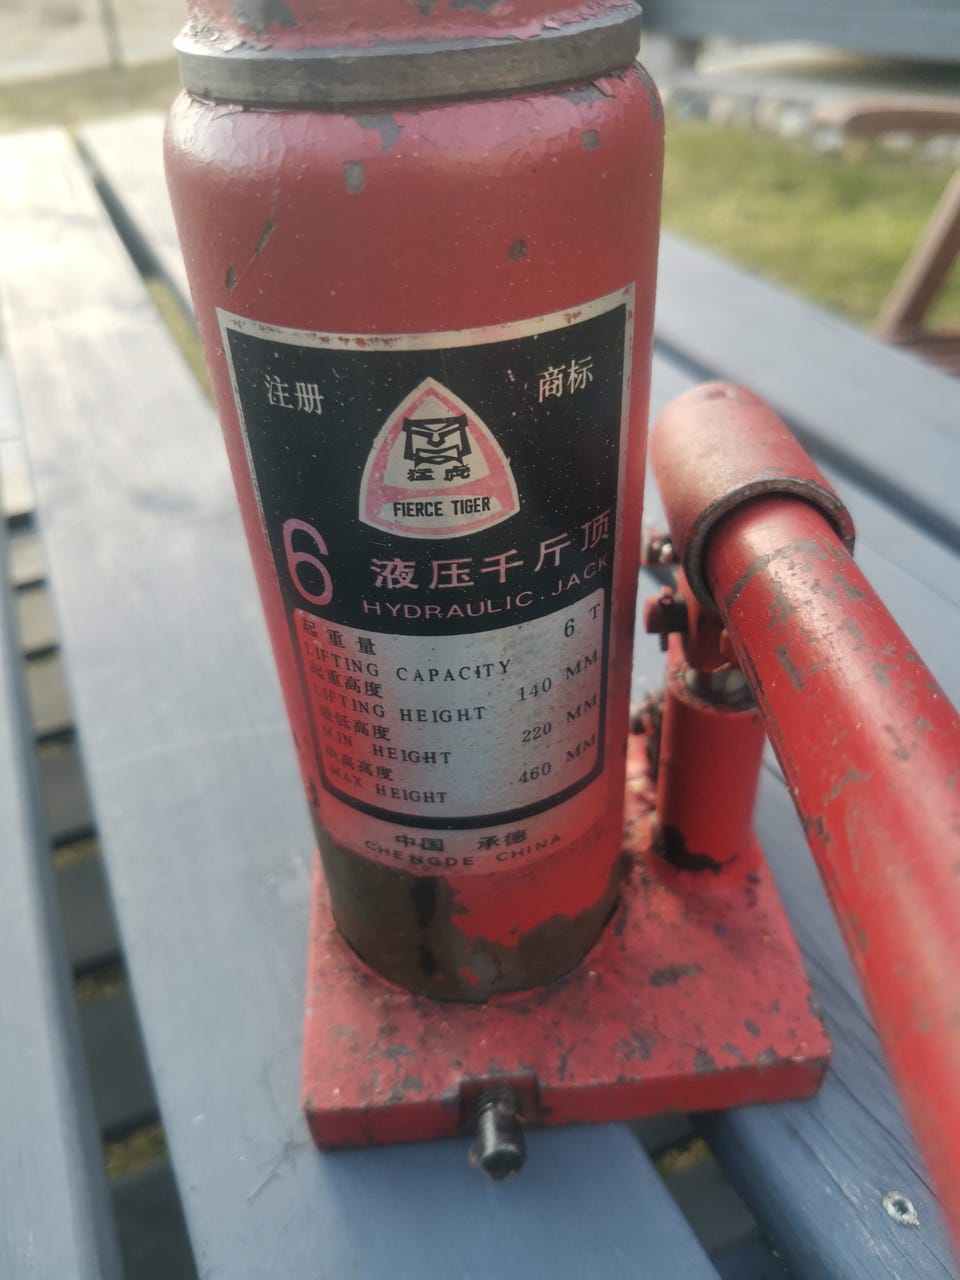 注册 商标
猛虎
FIERCE TIGER
6 液压千斤顶
HYDRAULIC JACK
起重量
LIFTING CAPACITY 6 T
起重高度
LIFTING HEIGHT 140 MM
最低高度
MIN HEIGHT 220 MM
最高高度
MAX HEIGHT 460 MM
中国 承德
CHENGDE CHINA